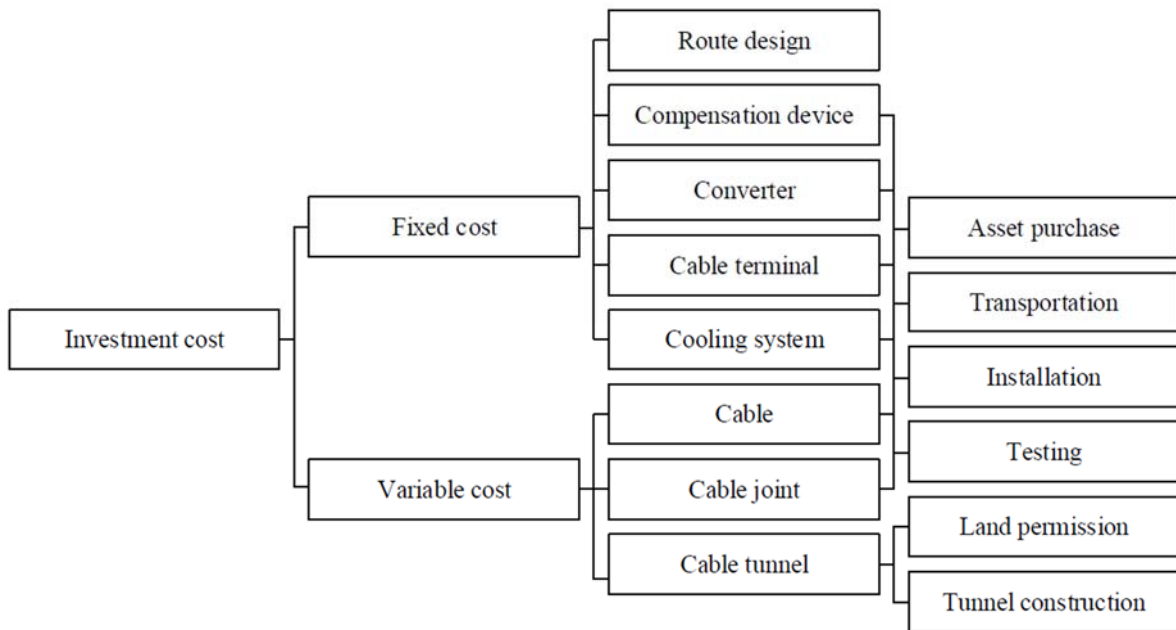 Route design
Compensation device
Converter
Fixed cost
Asset purchase
Cable terminal
Transportation
Investment cost
Cooling system
Installation
Cable
Testing
Variable cost
Cable joint
Land permission
Cable tunnel
Tunnel construction